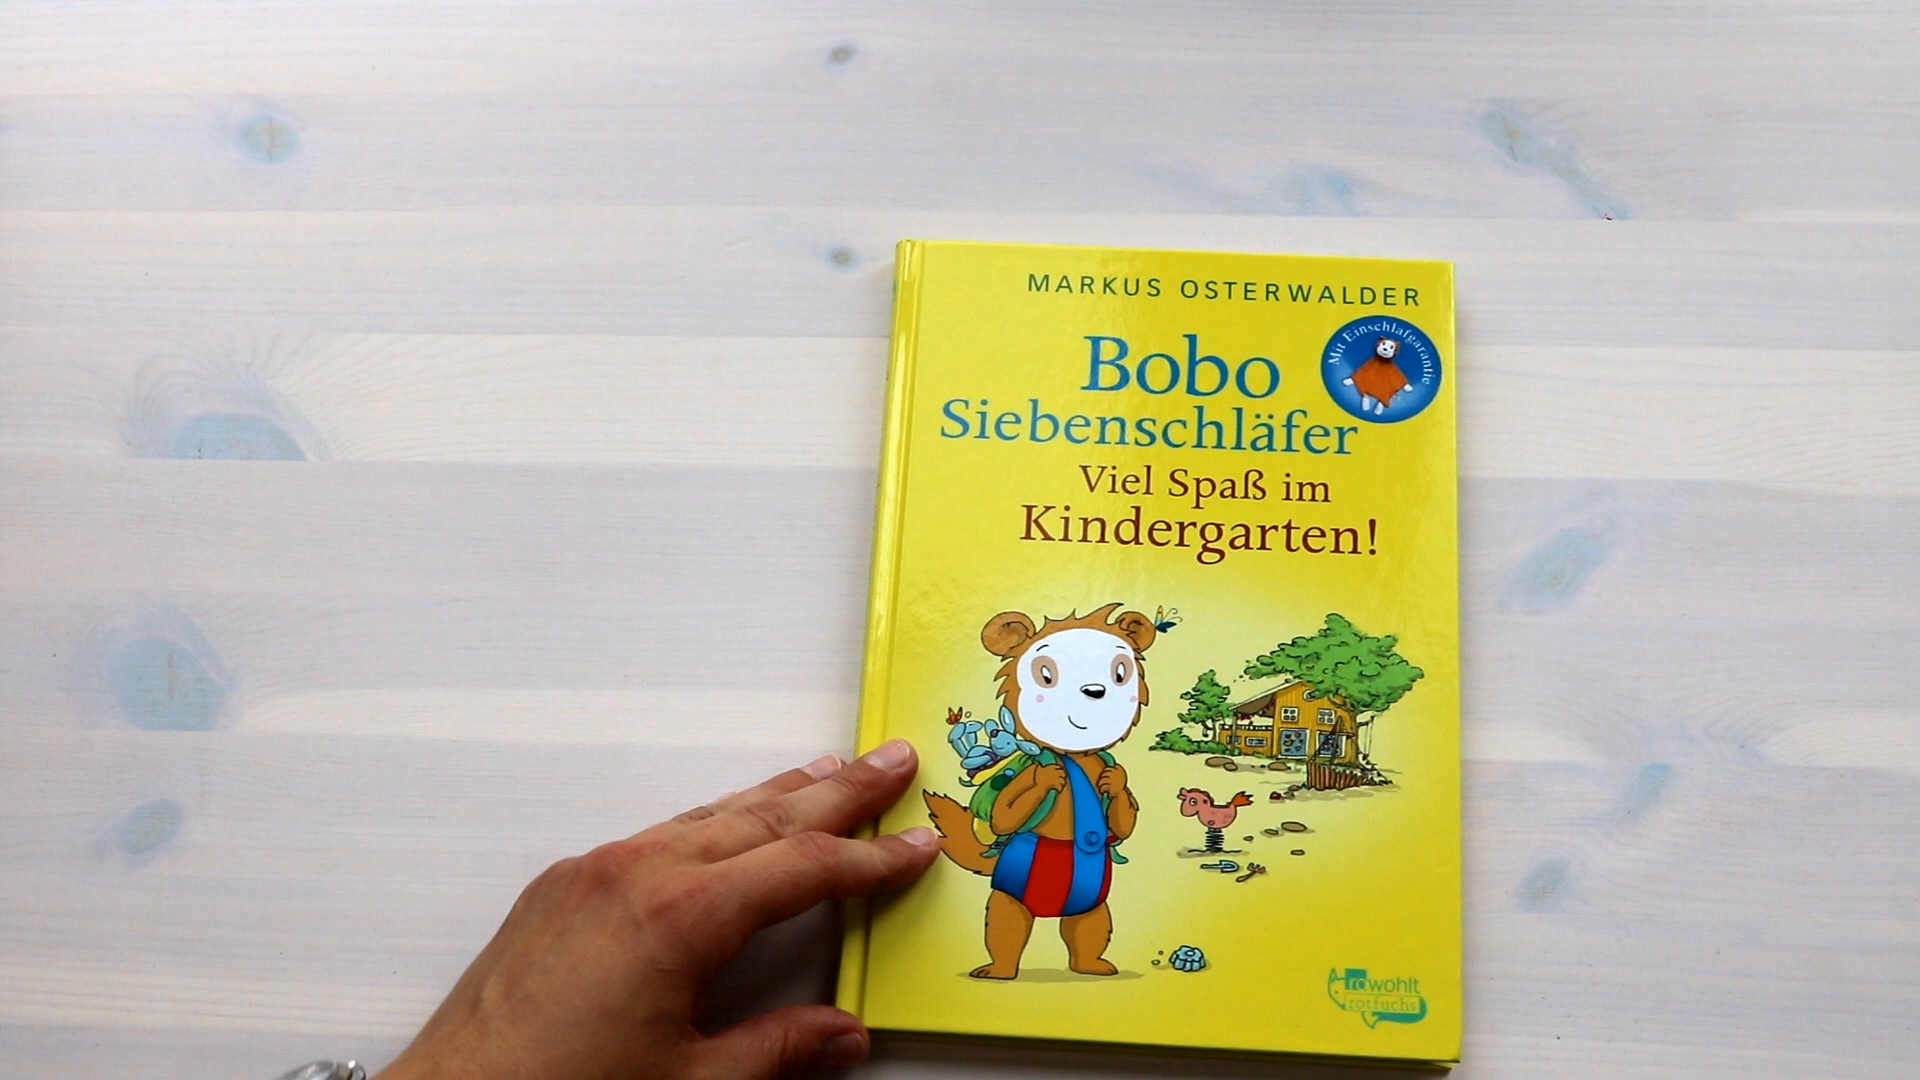 MARKUS OSTERWALDER
Mit Einschlafgarantie
Bobo
Siebenschläfer
Viel Spaß im
Kindergarten!
rowohlt
rotfuchs